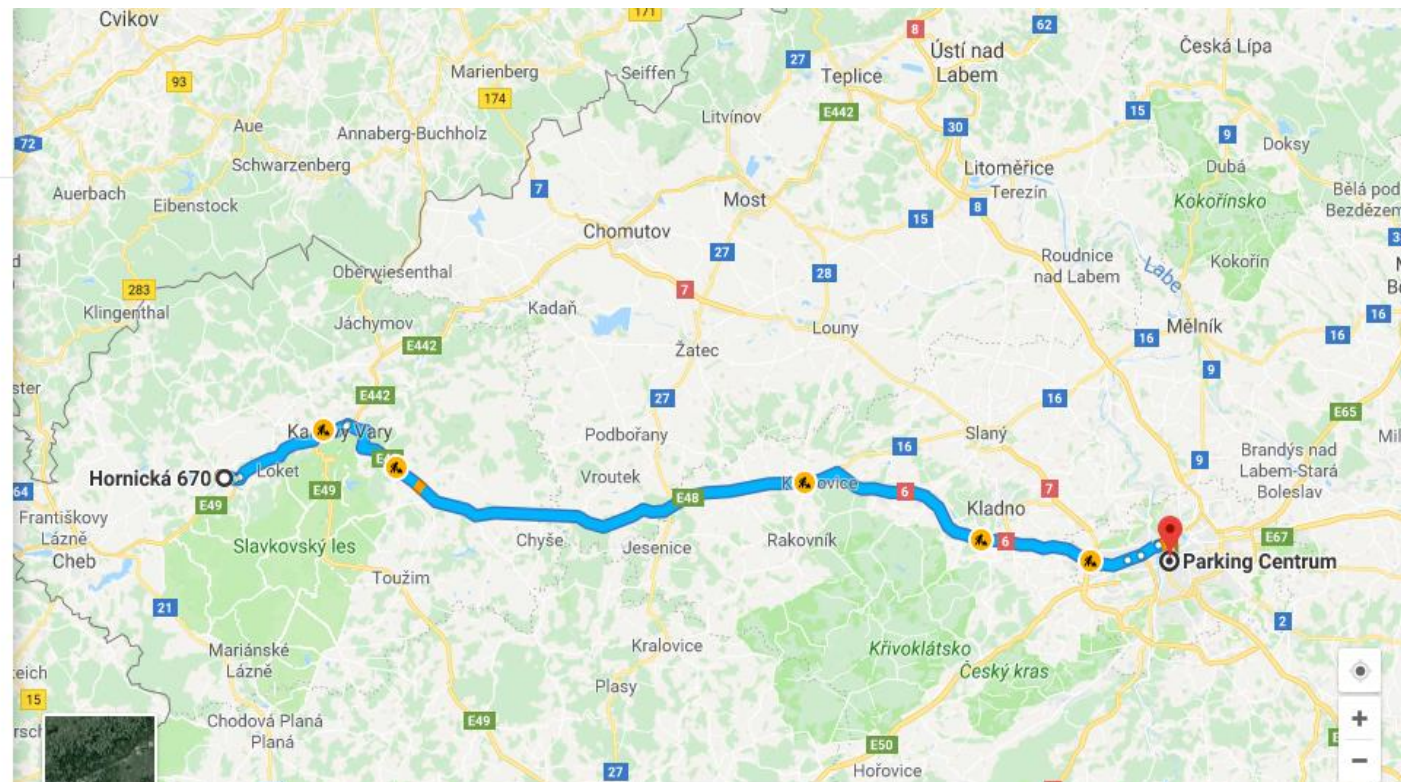 Cvikov
171
62
8
Ústí nad
Labem
Česká Lípa
93
Marienberg
Seiffen
27
Teplice
174
Litvínov
E442
15
Aue
Annaberg-Buchholz
30
9
Doksy
72
Schwarzenberg
Dubá
Litoměřice
Terezín
Auerbach
Eibenstock
7
Most
Bělá pod
Bezdězem
Kokořínsko
8
15
Chomutov
27
Roudnice
nad Labem
Labe
Kokořín
Oberwiesenthal
28
283
7
Klingenthal
Kadaň
Jáchymov
Louny
Mělník
16
E442
16
16
Žatec
9
E442
27
16
E65
Karlovy Vary
Podbořany
16
Slaný
Brandýs nad
Labem-Stará
Boleslav
9
Hornická 670
Loket
Vroutek
64
E49
E49
E48
6
7
Kladno
Františkovy
Lázně
Cheb
Slavkovský les
Chyše
Jesenice
Rakovník
6
E67
Parking Centrum
Toužim
21
2
Mariánské
Lázně
Kralovice
Křivoklátsko
Český kras
15
Plasy
Chodová Planá
Planá
E49
E50
27
Hořovice
+
−